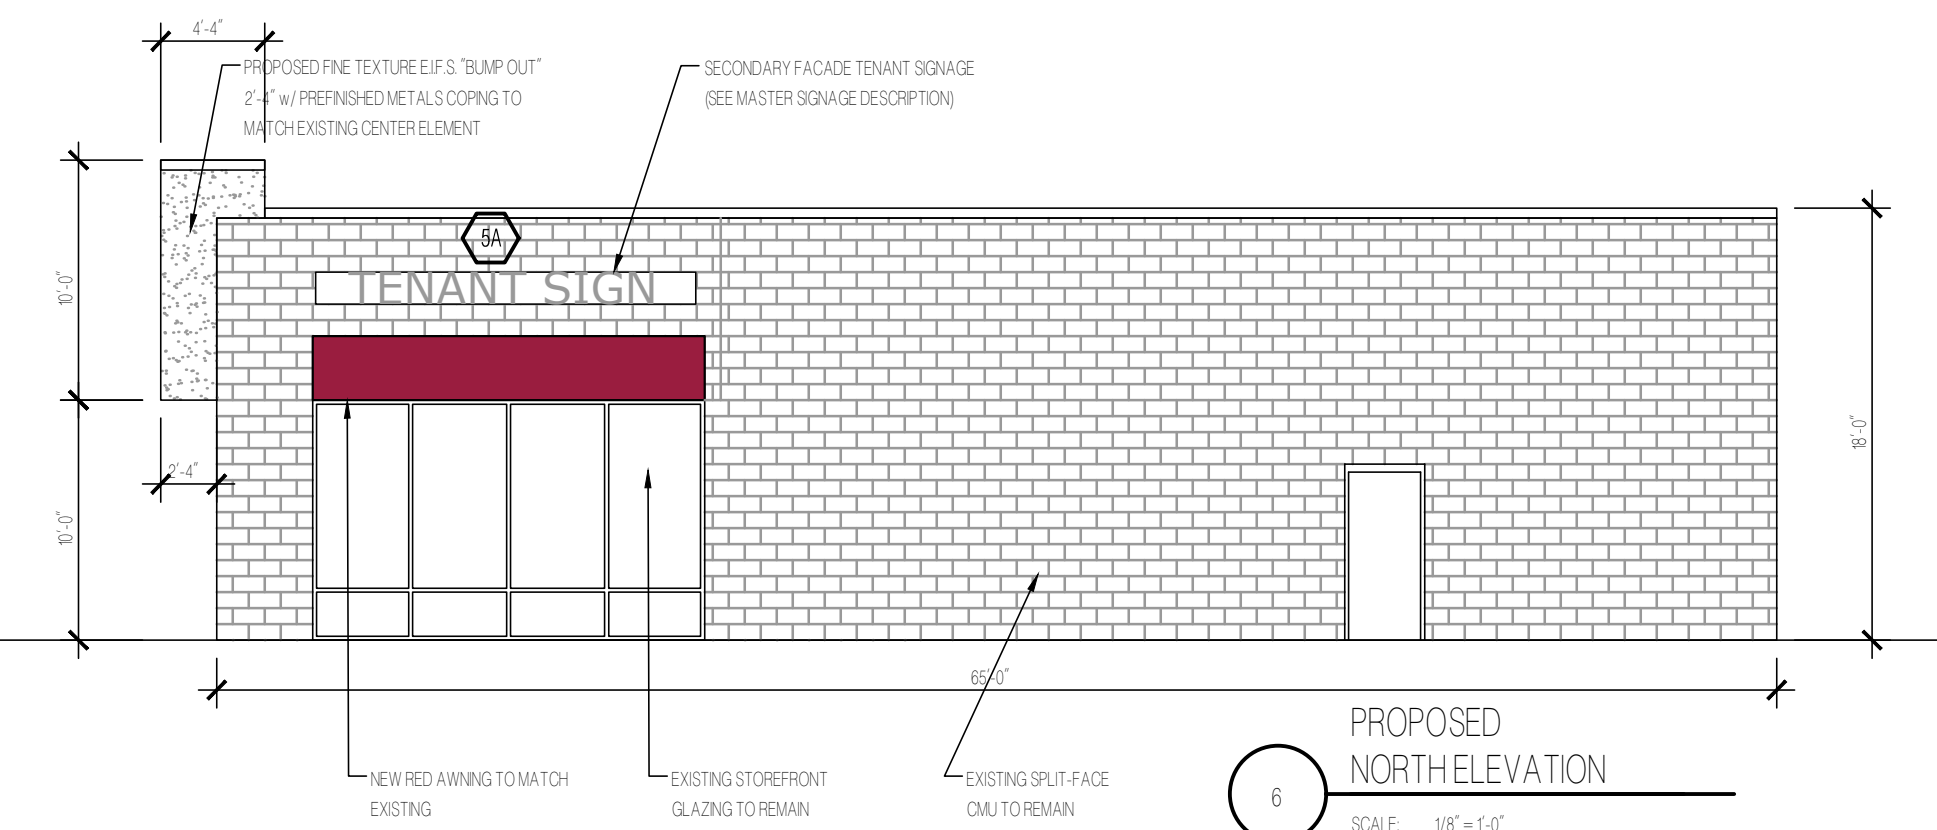 4'-4"
PROPOSED FINE TEXTURE E.I.F.S. "BUMP OUT"
2'-4" w/ PREFINISHED METALS COPING TO
MATCH EXISTING CENTER ELEMENT
SECONDARY FACADE TENANT SIGNAGE
(SEE MASTER SIGNAGE DESCRIPTION)
5A
TENANT SIGN
10'-0"
18'-0"
2'-4"
10'-0"
65'-0"
NEW RED AWNING TO MATCH
EXISTING
EXISTING STOREFRONT
GLAZING TO REMAIN
EXISTING SPLIT-FACE
CMU TO REMAIN
6
PROPOSED
NORTH ELEVATION
SCALE: 1/8" = 1'-0"